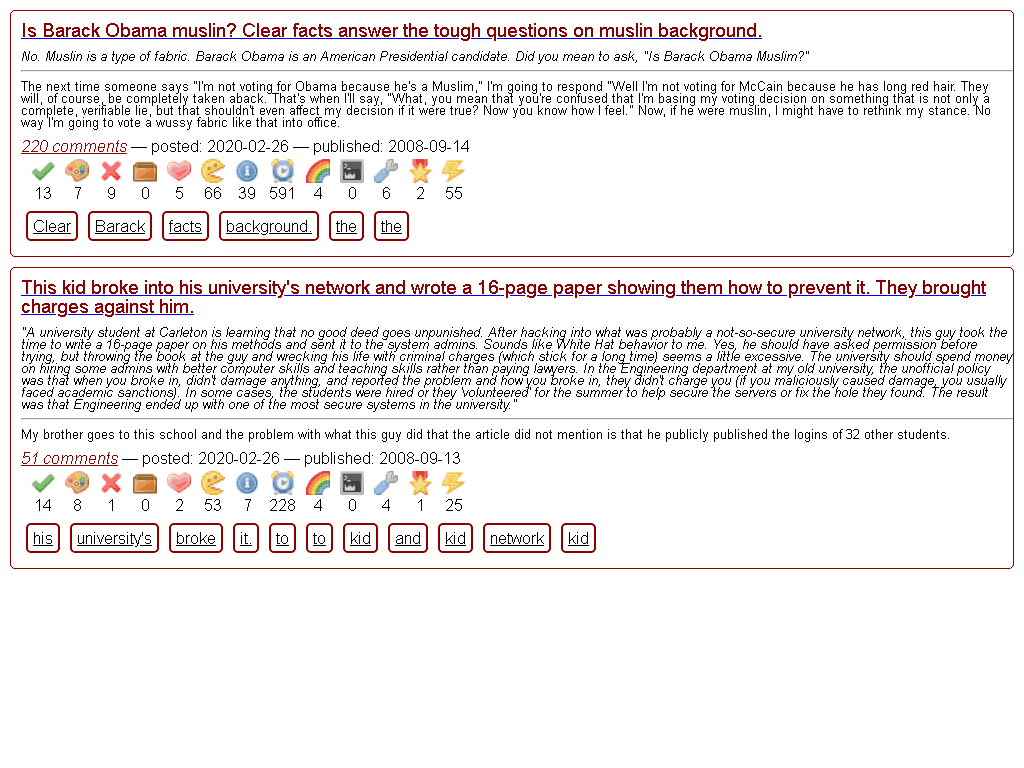 Is Barack Obama muslin? Clear facts answer the tough questions on muslin background.
No. Muslin is a type of fabric. Barack Obama is an American Presidential candidate. Did you mean to ask, "Is Barack Obama Muslim?"
The next time someone says "I'm not voting for Obama because he's a Muslim," I'm going to respond "Well I'm not voting for McCain because he has long red hair. They
will, of course, be completely taken aback. That's when I'll say, "What, you mean that you're confused that I'm basing my voting decision on something that is not only a
complete, verifiable lie, but that shouldn't even affect my decision if it were true? Now you know how I feel." Now, if he were muslin, I might have to rethink my stance. No
way I'm going to vote a wussy fabric like that into office.
220 comments — posted: 2020-02-26 — published: 2008-09-14
13 7 9 0 5 66 39 591 4 0 6 2 55
Clear Barack facts background. the the
This kid broke into his university's network and wrote a 16-page paper showing them how to prevent it. They brought
charges against him.
"A university student at Carleton is learning that no good deed goes unpunished. After hacking into what was probably a not-so-secure university network, this guy took the
time to write a 16-page paper on his methods and sent it to the system admins. Sounds like White Hat behavior to me. Yes, he should have asked permission before
trying, but throwing the book at the guy and wrecking his life with criminal charges (which stick for a long time) seems a little excessive. The university should spend money
on hiring some admins with better computer skills and teaching skills rather than paying lawyers. In the Engineering department at my old university, the unofficial policy
was that when you broke in, didn't damage anything, and reported the problem and how you broke in, they didn't charge you (if you maliciously caused damage, you usually
faced academic sanctions). In some cases, the students were hired or they 'volunteered' for the summer to help secure the servers or fix the hole they found. The result
was that Engineering ended up with one of the most secure systems in the university."
My brother goes to this school and the problem with what this guy did that the article did not mention is that he publicly published the logins of 32 other students.
51 comments — posted: 2020-02-26 — published: 2008-09-13
14 8 1 0 2 53 7 228 4 0 4 1 25
his university's broke it. to to kid and kid network kid